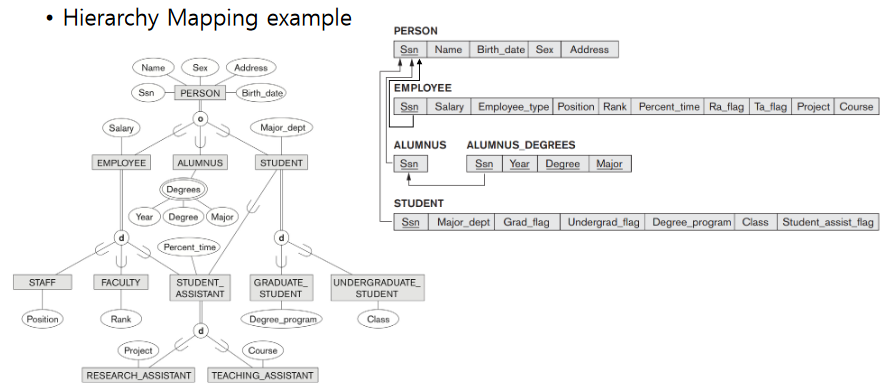 • Hierarchy Mapping example
Name
Sex
Address
Ssn
PERSON
Birth_date
o
Salary
Major_dept
EMPLOYEE
ALUMNUS
STUDENT
Degrees
Year
Degree
Major
d
d
Percent_time
STAFF
FACULTY
STUDENT_
ASSISTANT
GRADUATE_
STUDENT
UNDERGRADUATE_
STUDENT
Position
Rank
Degree_program
Class
d
Project
Course
RESEARCH_ASSISTANT
TEACHING_ASSISTANT
PERSON
Ssn Name Birth_date Sex Address
EMPLOYEE
Ssn Salary Employee_type Position Rank Percent_time Ra_flag Ta_flag Project Course
ALUMNUS
Ssn
ALUMNUS_DEGREES
Ssn Year Degree Major
STUDENT
Ssn Major_dept Grad_flag Undergrad_flag Degree_program Class Student_assist_flag